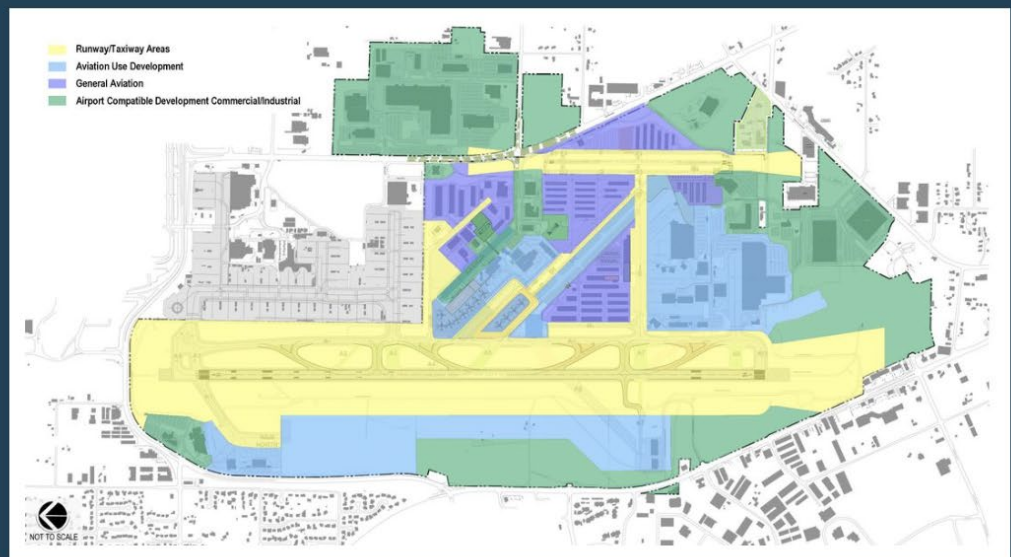 Runway/Taxiway Areas
Aviation Use Development
General Aviation
Airport Compatible Development Commercial/Industrial
NOT TO SCALE